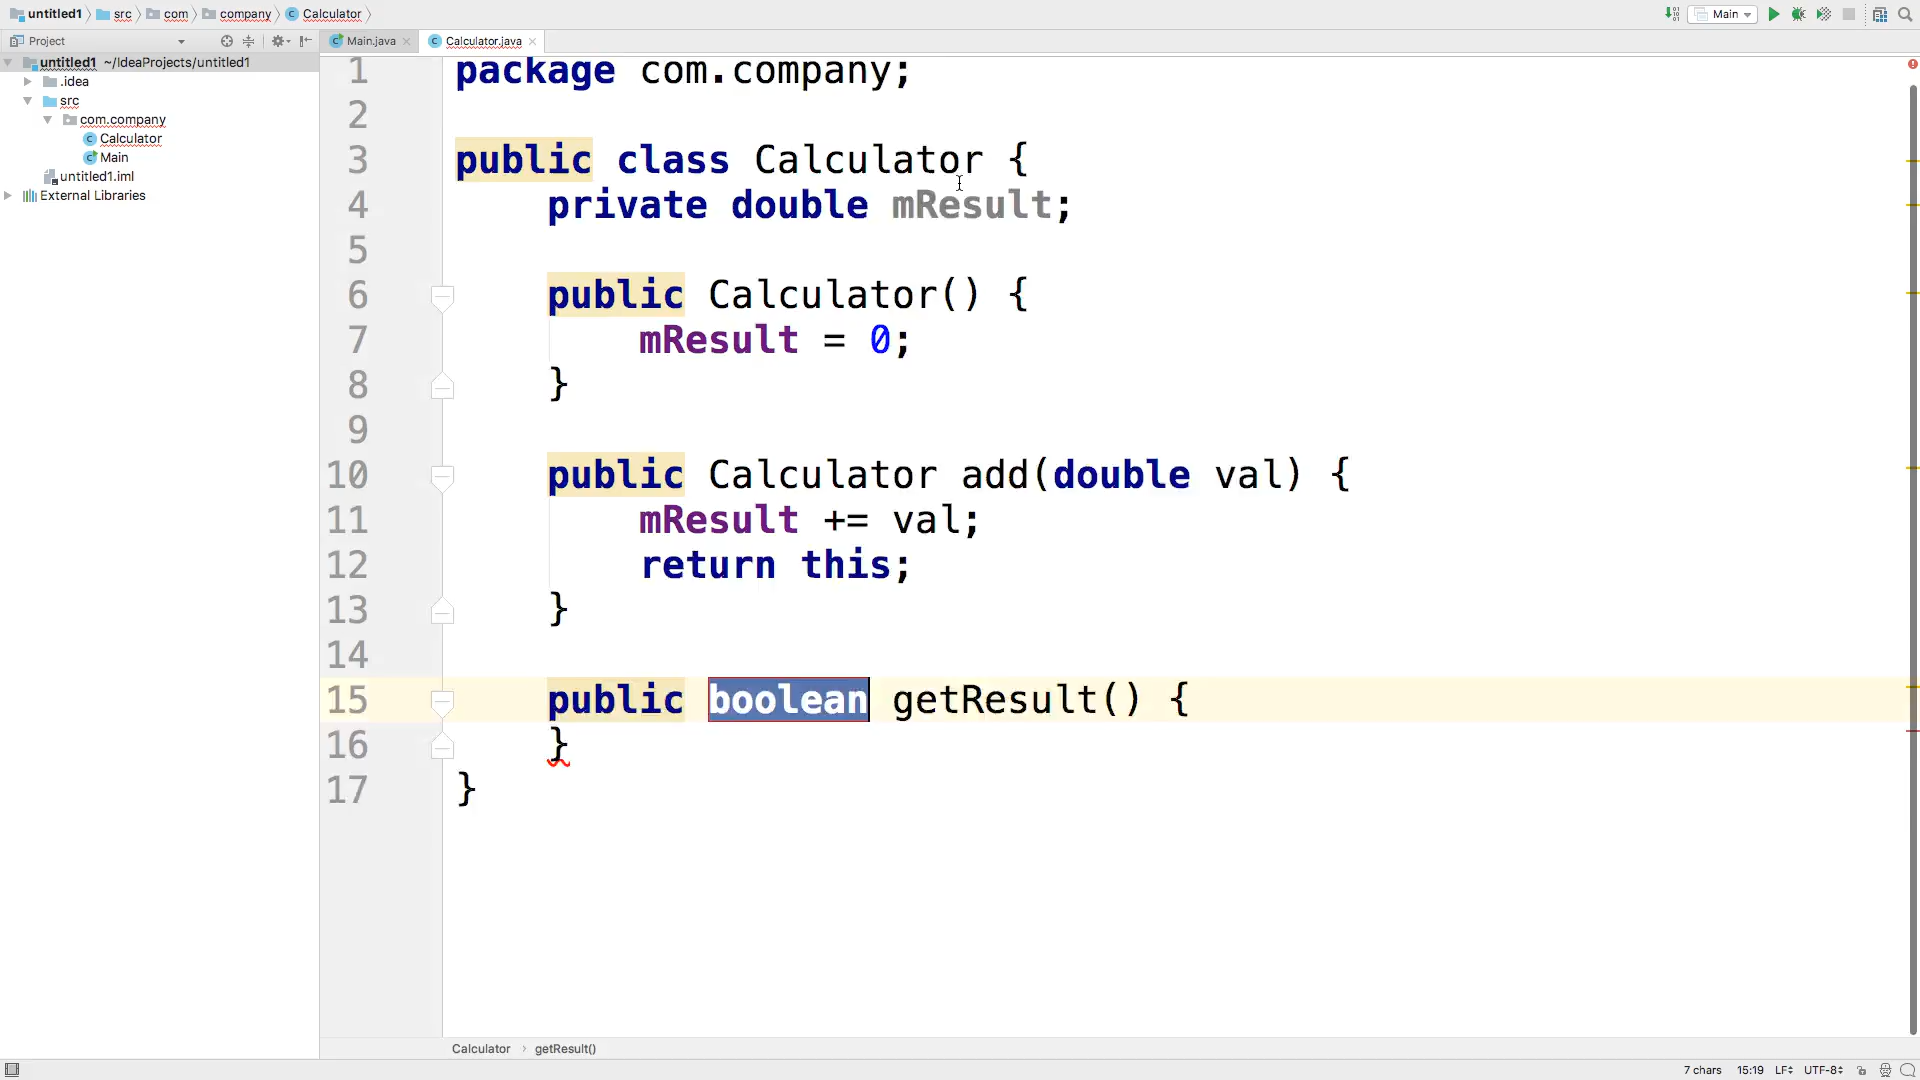 untitled1 src com company Calculator
Main
Project
Main.java Calculator.java
untitled1 ~/IdeaProjects/untitled1
.idea
src
com.company
Calculator
Main
untitled1.iml
External Libraries
1 package com.company;
2
3 public class Calculator {
4 private double mResult;
5
6 public Calculator() {
7 mResult = 0;
8 }
9
10 public Calculator add(double val) {
11 mResult += val;
12 return this;
13 }
14
15 public boolean getResult() {
16 }
17 }
Calculator › getResult()
7 chars 15:19 LF÷ UTF-8÷